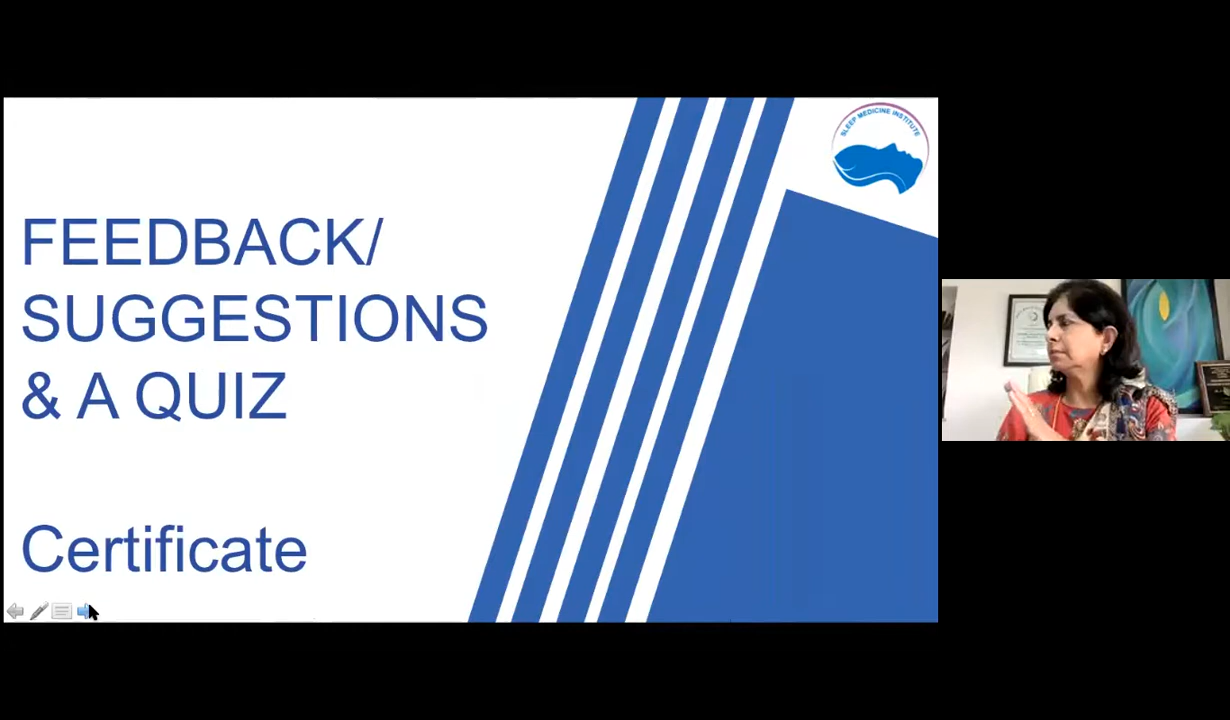 SLEEP MEDICINE INSTITUTE
FEEDBACK/
SUGGESTIONS
& A QUIZ
Certificate